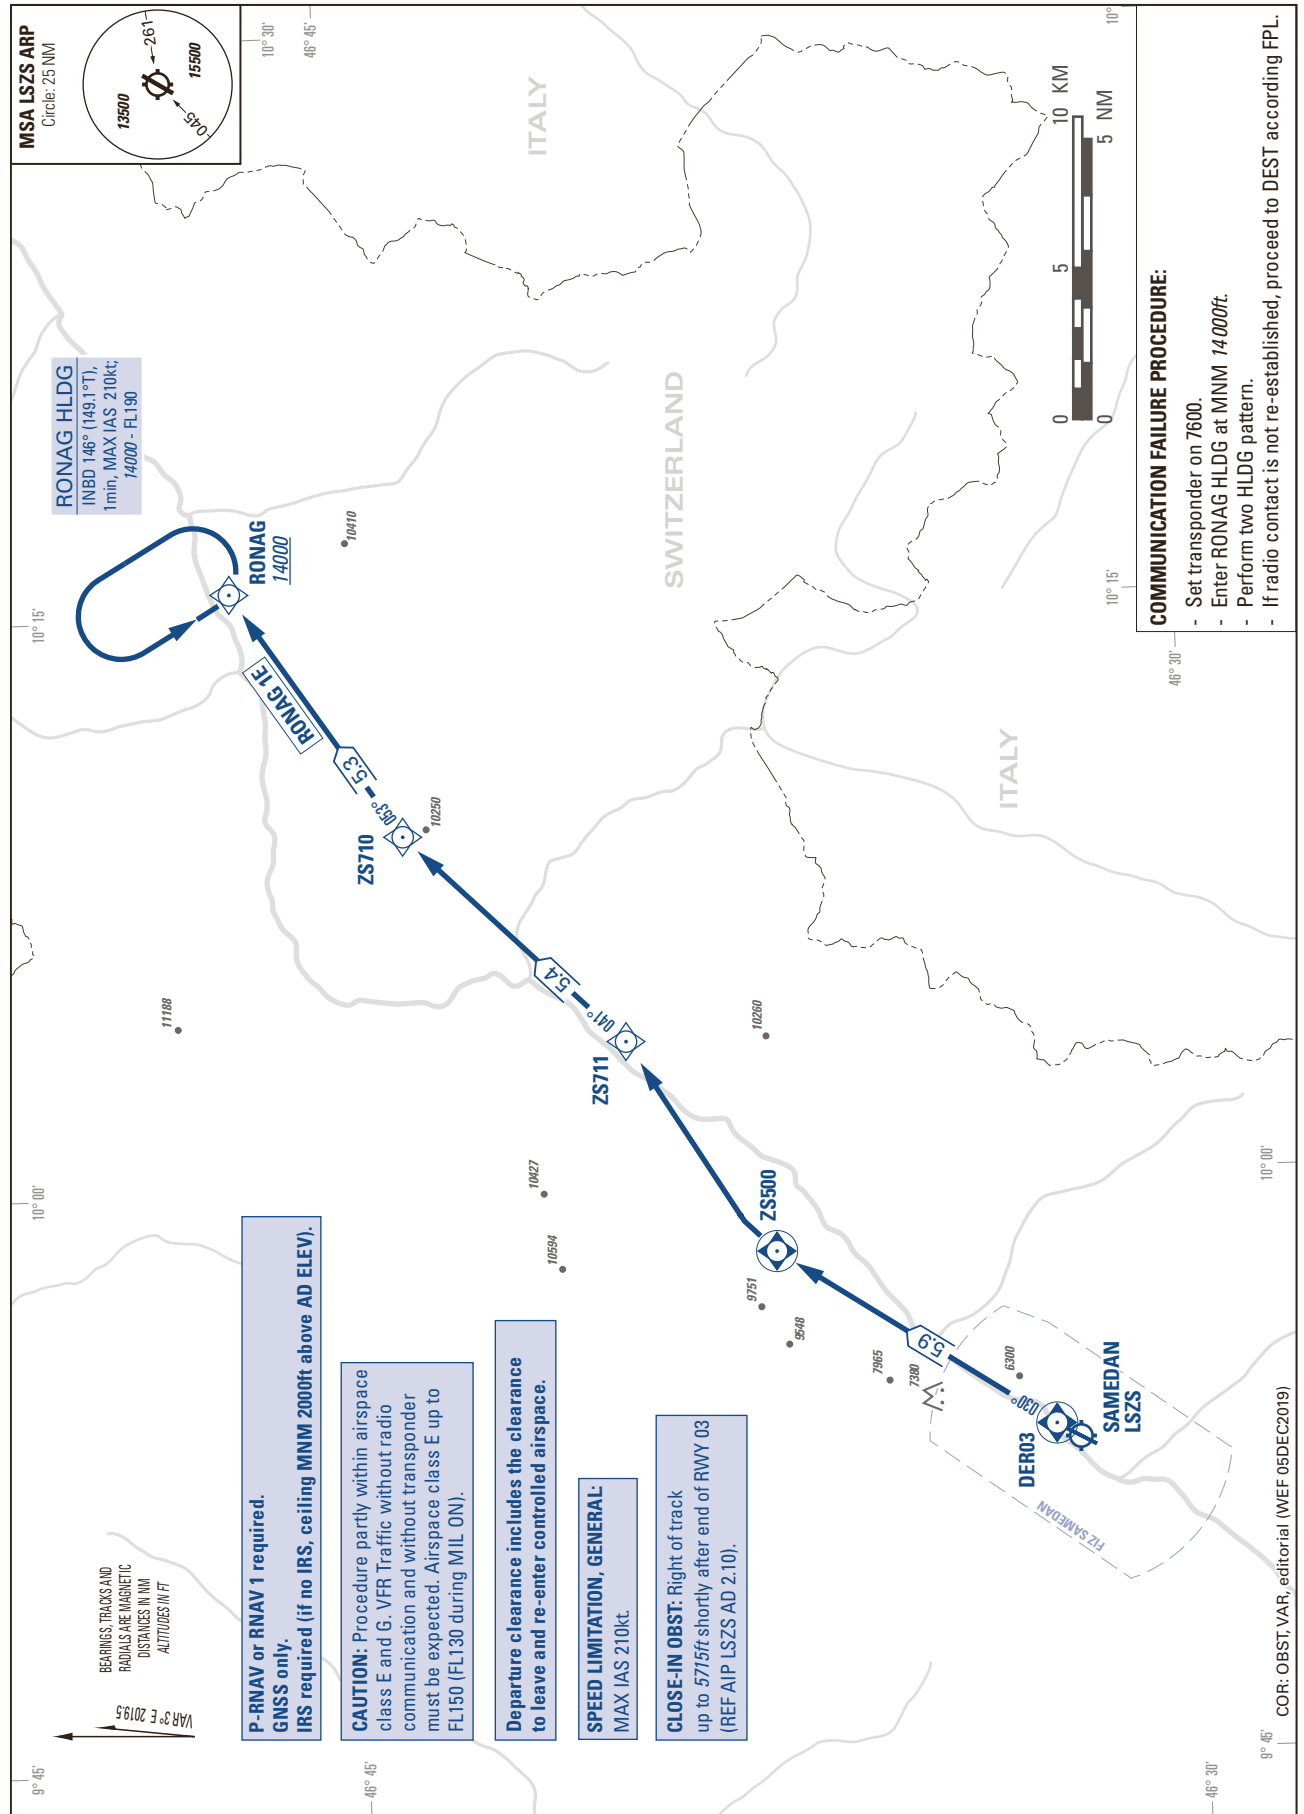 BEARINGS, TRACKS AND
RADIALS ARE MAGNETIC
DISTANCES IN NM
ALTITUDES IN FT
VAR 3° E 2019.5
P-RNAV or RNAV 1 required.
GNSS only.
IRS required (if no IRS, ceiling MNM 2000ft above AD ELEV).
CAUTION: Procedure partly within airspace
class E and G. VFR Traffic without radio
communication and without transponder
must be expected. Airspace class E up to
FL150 (FL130 during MIL ON).
Departure clearance includes the clearance
to leave and re-enter controlled airspace.
SPEED LIMITATION, GENERAL:
MAX IAS 210kt.
CLOSE-IN OBST: Right of track
up to 5715ft shortly after end of RWY 03
(REF AIP LSZS AD 2.10).
RONAG HLDG
INBD 146° (149.1°T),
1min, MAX IAS 210kt;
14000 - FL190
MSA LSZS ARP
Circle: 25 NM
13500
261
045
15500
9° 45'
10° 00'
10° 15'
10° 30'
46° 45'
46° 45'
11188
RONAG
14000
RONAG 1E
10410
5.3
053°
ZS710
10250
ITALY
5.4
041°
ZS711
10427
10594
SWITZERLAND
10260
ZS500
9751
9548
7965
7380
5.9
6300
030°
DER03
SAMEDAN
LSZS
FIZ SAMEDAN
ITALY
0 5 10 KM
0 5 NM
COMMUNICATION FAILURE PROCEDURE:
- Set transponder on 7600.
- Enter RONAG HLDG at MNM 14000ft.
- Perform two HLDG pattern.
- If radio contact is not re-established, proceed to DEST according FPL.
46° 30'
46° 30'
9° 45'
10° 00'
10° 15'
10°
COR: OBST, VAR, editorial (WEF 05DEC2019)